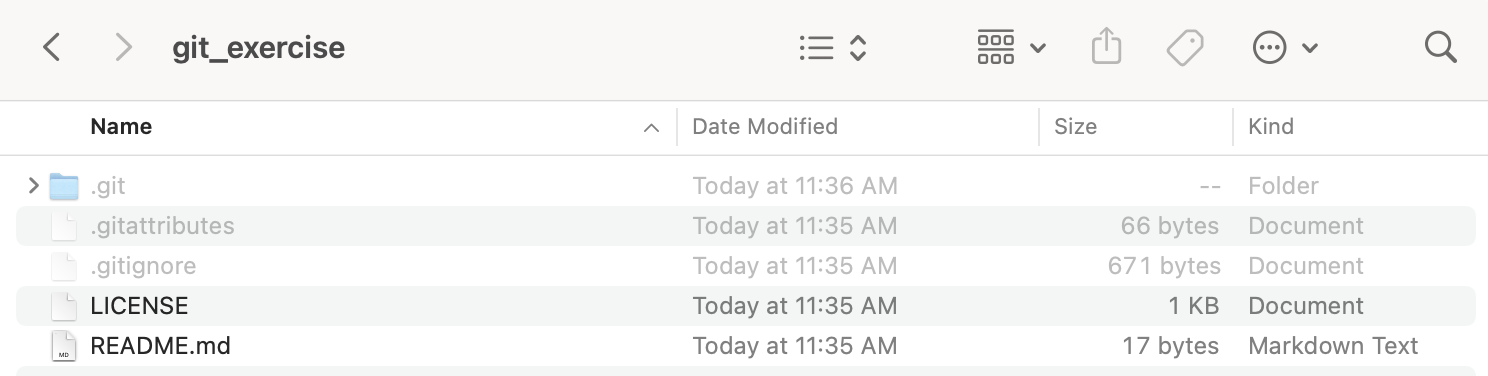 git_exercise
Name Date Modified Size Kind
.git Today at 11:36 AM -- Folder
.gitattributes Today at 11:35 AM 66 bytes Document
.gitignore Today at 11:35 AM 671 bytes Document
LICENSE Today at 11:35 AM 1 KB Document
MD README.md Today at 11:35 AM 17 bytes Markdown Text